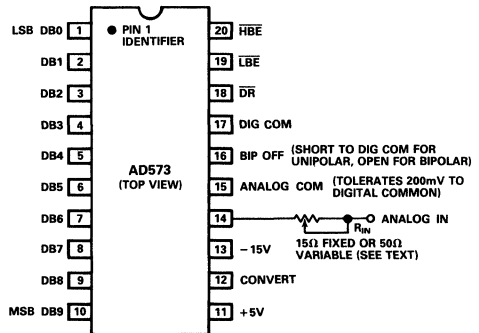 LSB DB0 1
● PIN 1 IDENTIFIER
20 HBE
DB1 2
19 LBE
DB2 3
18 DR
DB3 4
17 DIG COM
DB4 5
16 BIP OFF (SHORT TO DIG COM FOR
UNIPOLAR, OPEN FOR BIPOLAR)
AD573
(TOP VIEW)
DB5 6
15 ANALOG COM (TOLERATES 200mV TO
DIGITAL COMMON)
DB6 7
14
ANALOG IN
RIN
15Ω FIXED OR 50Ω
VARIABLE (SEE TEXT)
DB7 8
13 −15V
DB8 9
12 CONVERT
MSB DB9 10
11 +5V